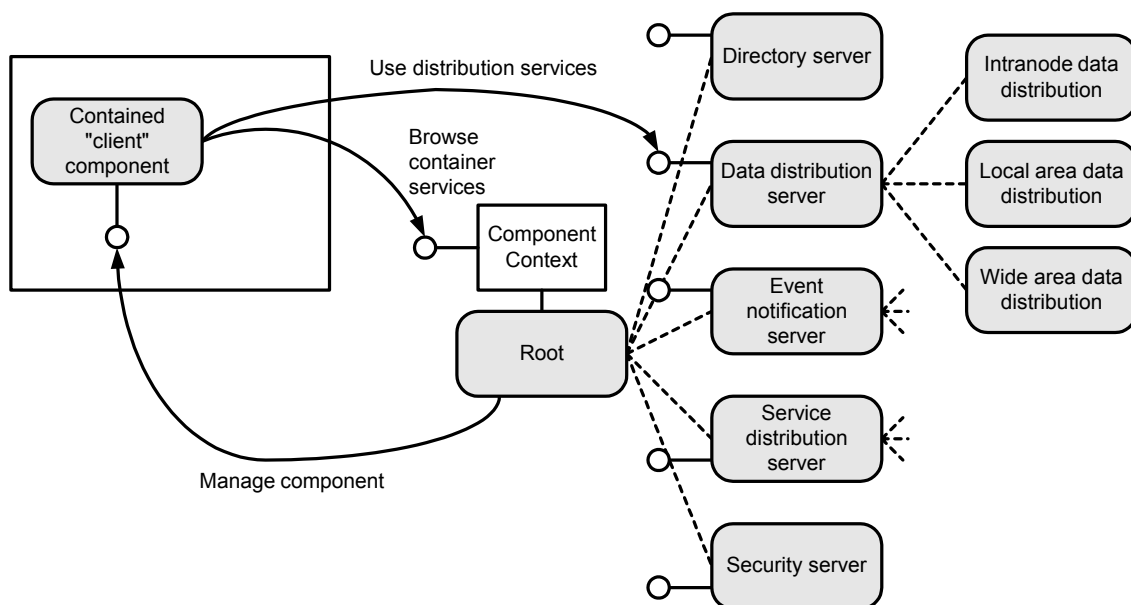 Use distribution services
Contained
"client"
component
Browse
container
services
Component
Context
Root
Manage component
Directory server
Data distribution
server
Event
notification
server
Service
distribution
server
Security server
Intranode data
distribution
Local area data
distribution
Wide area data
distribution